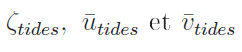 ζ_tides, ū_tides et v̄_tides